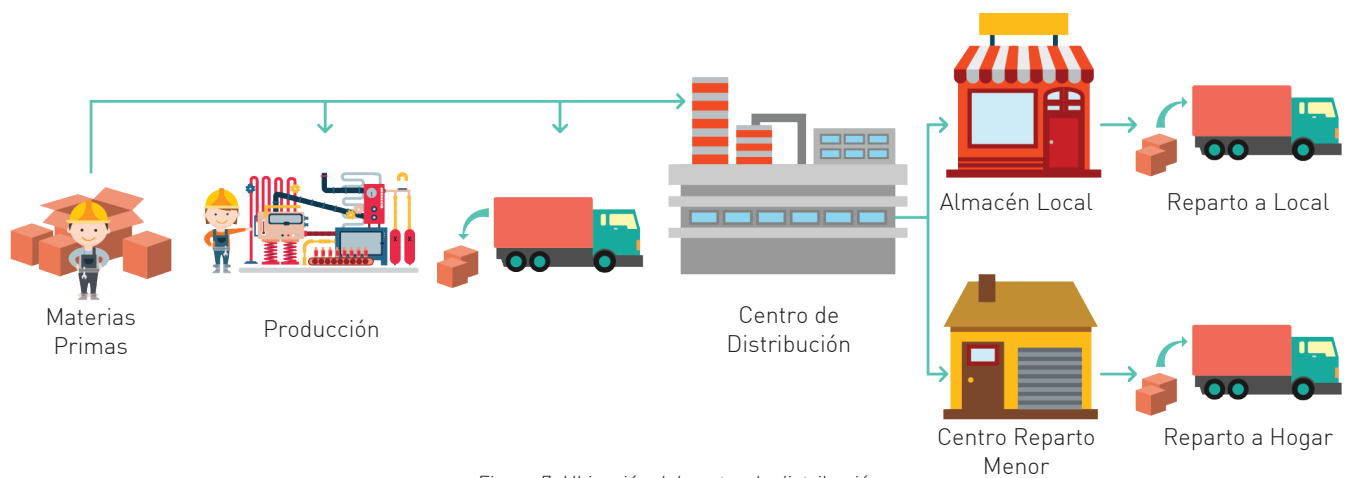 Almacén Local
Reparto a Local
Materias
Primas
Producción
Centro de
Distribución
Centro Reparto
Menor
Reparto a Hogar